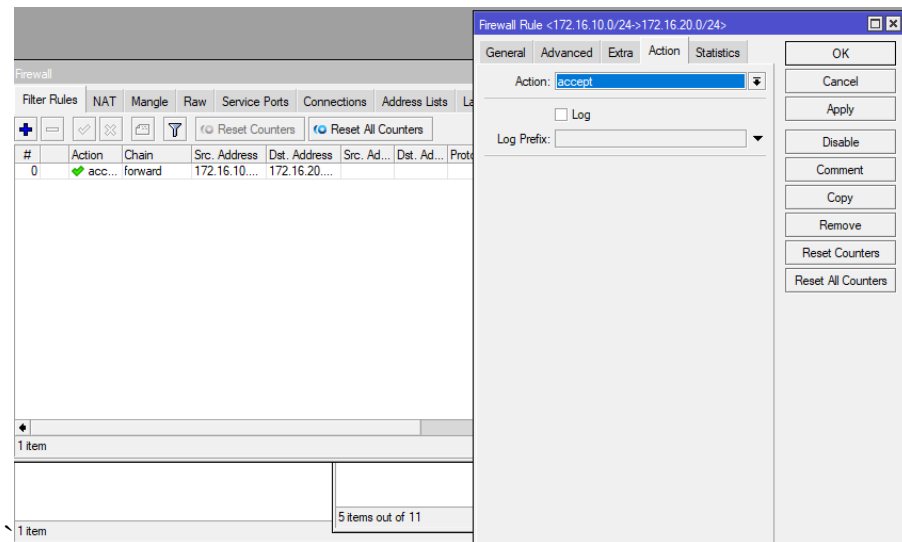 Firewall Rule <172.16.10.0/24->172.16.20.0/24>
General Advanced Extra Action Statistics
Action: accept
Log
Log Prefix:
OK
Cancel
Apply
Disable
Comment
Copy
Remove
Reset Counters
Reset All Counters
Firewall
Filter Rules NAT Mangle Raw Service Ports Connections Address Lists La
Reset Counters Reset All Counters
# Action Chain Src. Address Dst. Address Src. Ad... Dst. Ad... Proto
0 acc... forward 172.16.10.... 172.16.20....
1 item
5 items out of 11
1 item
`